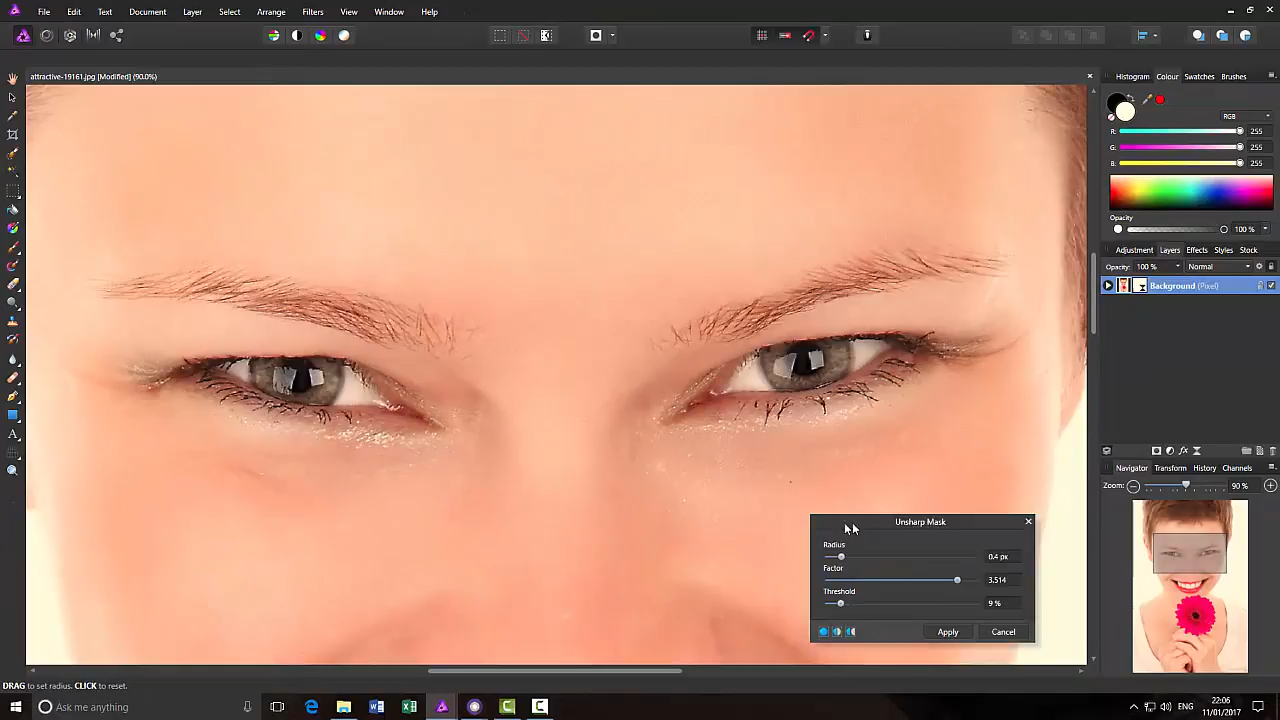 File Edit Text Document Layer Select Arrange Filters View Window Help
attractive-19161.jpg [Modified] (90.0%)
Histogram Colour Swatches Brushes
RGB
R: 255
G: 255
B: 255
Opacity
100 %
Adjustment Layers Effects Styles Stock
Opacity: 100 % Normal
Background (Pixel)
Unsharp Mask
Radius
0.4 px
Factor
3.514
Threshold
9 %
Apply Cancel
Navigator Transform History Channels
Zoom: 90 %
DRAG to set radius. CLICK to reset.
Ask me anything
22:06
11/01/2017